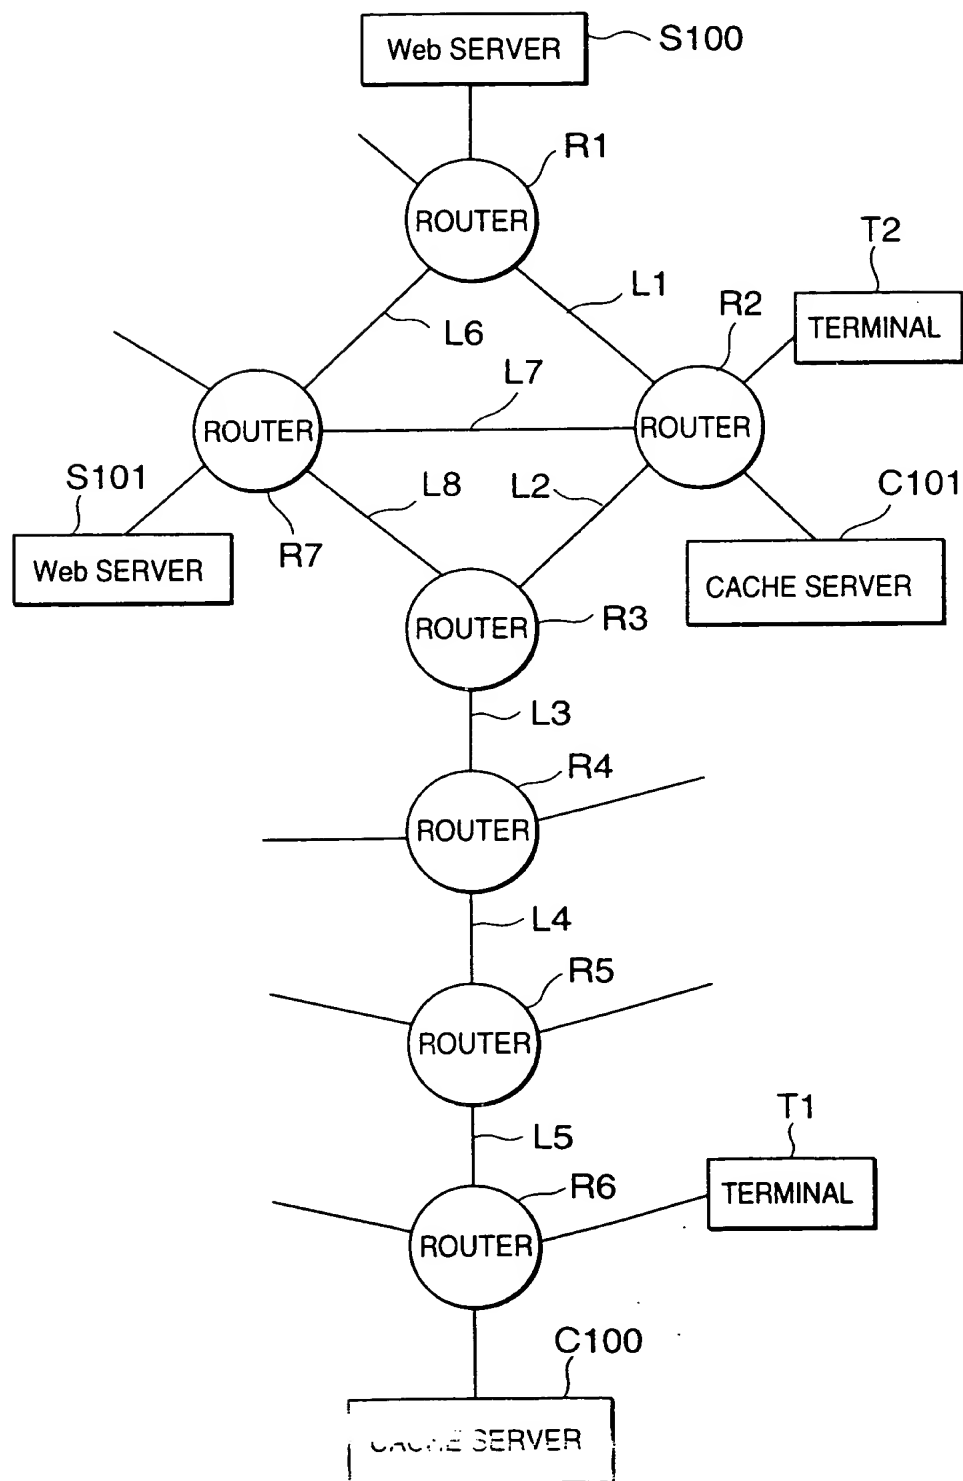 Web SERVER
S100
R1
ROUTER
T2
L1
R2
TERMINAL
L6
L7
ROUTER
ROUTER
S101
L8
L2
C101
R7
Web SERVER
CACHE SERVER
R3
ROUTER
L3
R4
ROUTER
L4
R5
ROUTER
T1
L5
R6
TERMINAL
ROUTER
C100
CACHE SERVER